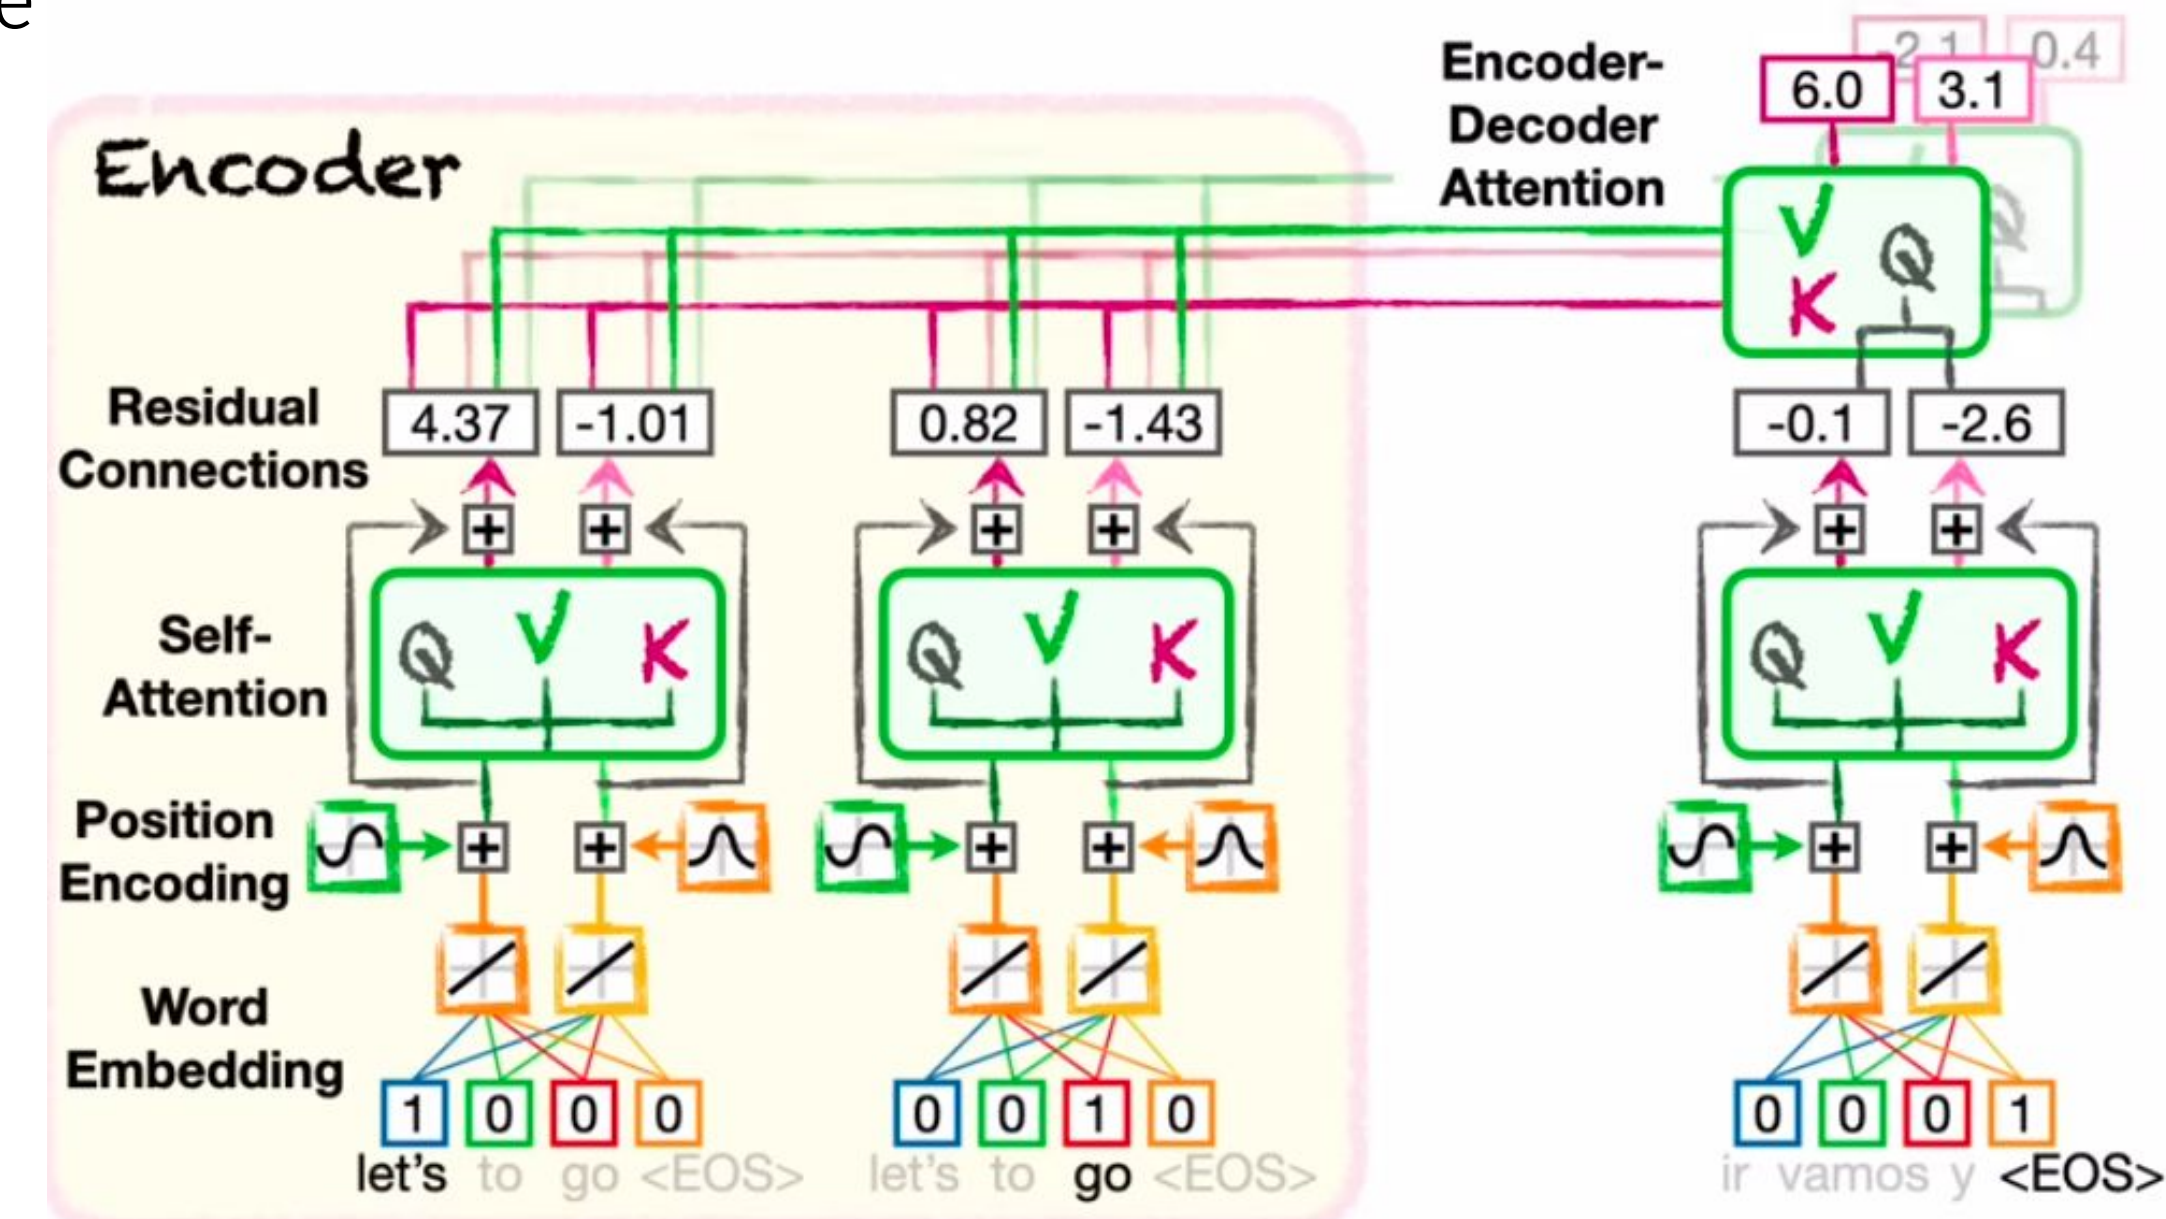 e
Encoder-
Decoder
Attention
-2.1 0.4
6.0 3.1
Encoder
V
K
Q
Q
Residual
Connections
4.37 -1.01 0.82 -1.43 -0.1 -2.6
+ + + + + +
Self-
Attention
Q V K Q V K Q V K
Position
Encoding
+ + + + + +
Word
Embedding
1 0 0 0 0 0 1 0 0 0 0 1
let's to go <EOS> let's to go <EOS> ir vamos y <EOS>